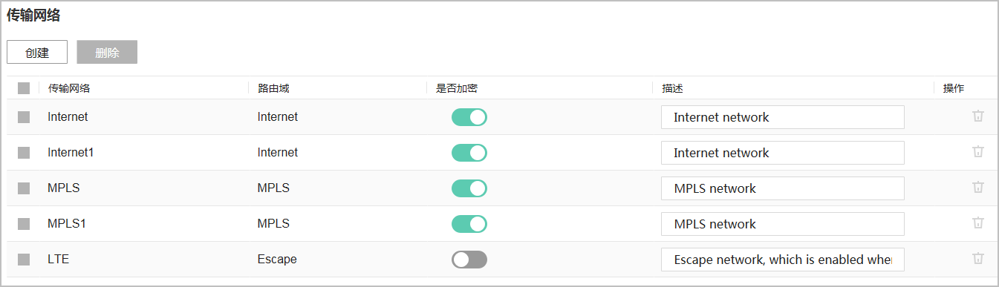 传输网络
创建 删除
传输网络 路由域 是否加密 描述 操作
Internet Internet Internet network
Internet1 Internet Internet network
MPLS MPLS MPLS network
MPLS1 MPLS MPLS network
LTE Escape Escape network, which is enabled